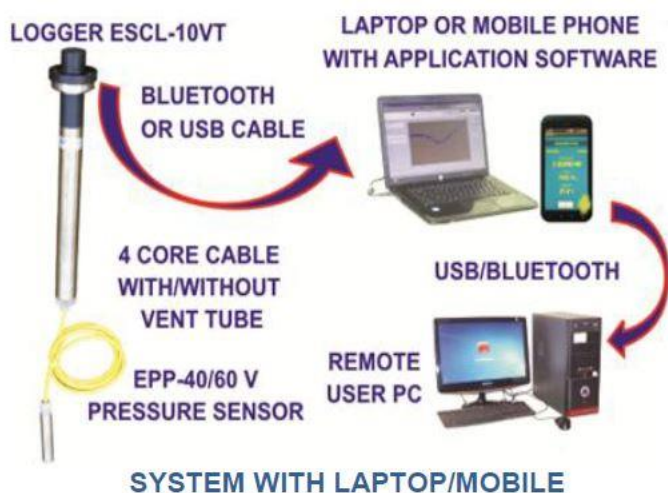 LOGGER ESCL-10VT
BLUETOOTH
OR USB CABLE
LAPTOP OR MOBILE PHONE
WITH APPLICATION SOFTWARE
4 CORE CABLE
WITH/WITHOUT
VENT TUBE
EPP-40/60 V
PRESSURE SENSOR
USB/BLUETOOTH
REMOTE
USER PC
SYSTEM WITH LAPTOP/MOBILE